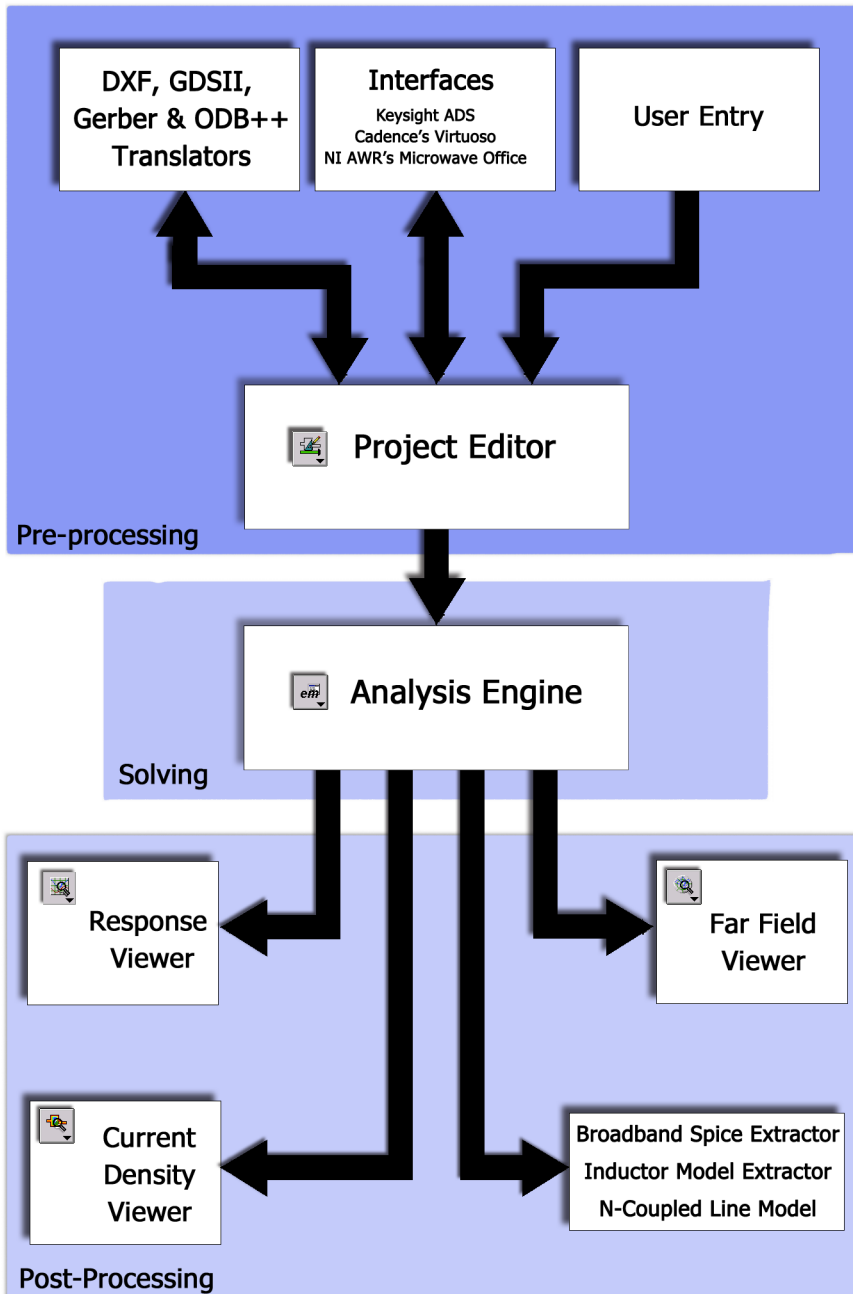 DXF, GDSII,
Gerber & ODB++
Translators
Interfaces
Keysight ADS
Cadence's Virtuoso
NI AWR's Microwave Office
User Entry
Project Editor
Pre-processing
em
Analysis Engine
Solving
Response
Viewer
Far Field
Viewer
Current
Density
Viewer
Broadband Spice Extractor
Inductor Model Extractor
N-Coupled Line Model
Post-Processing